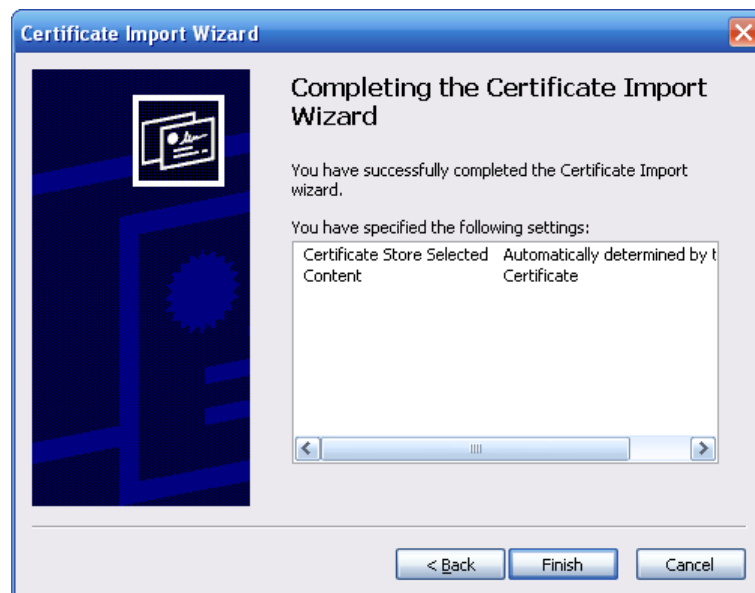 Certificate Import Wizard
Completing the Certificate Import
Wizard
You have successfully completed the Certificate Import
wizard.
You have specified the following settings:
Certificate Store Selected Automatically determined by t
Content Certificate
< Back Finish Cancel